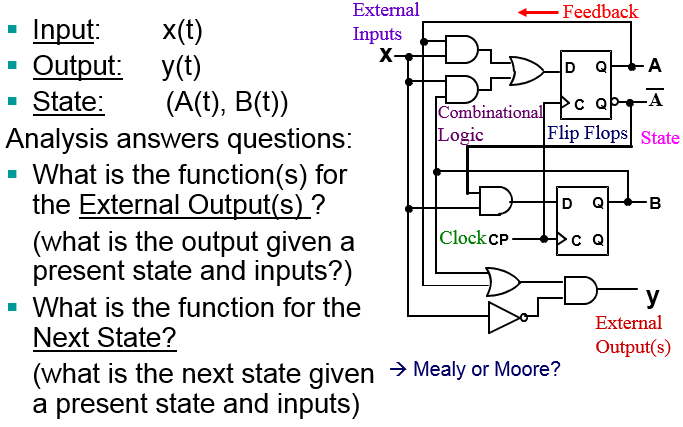 ▪ Input: x(t)
▪ Output: y(t)
▪ State: (A(t), B(t))
Analysis answers questions:
▪ What is the function(s) for
the External Output(s) ?
(what is the output given a
present state and inputs?)
▪ What is the function for the
Next State?
(what is the next state given
a present state and inputs)
External
Inputs
Feedback
X
D Q A
C Q A̅
Combinational
Logic
Flip Flops
State
D Q B
Clock CP
C Q
y
External
Output(s)
→ Mealy or Moore?